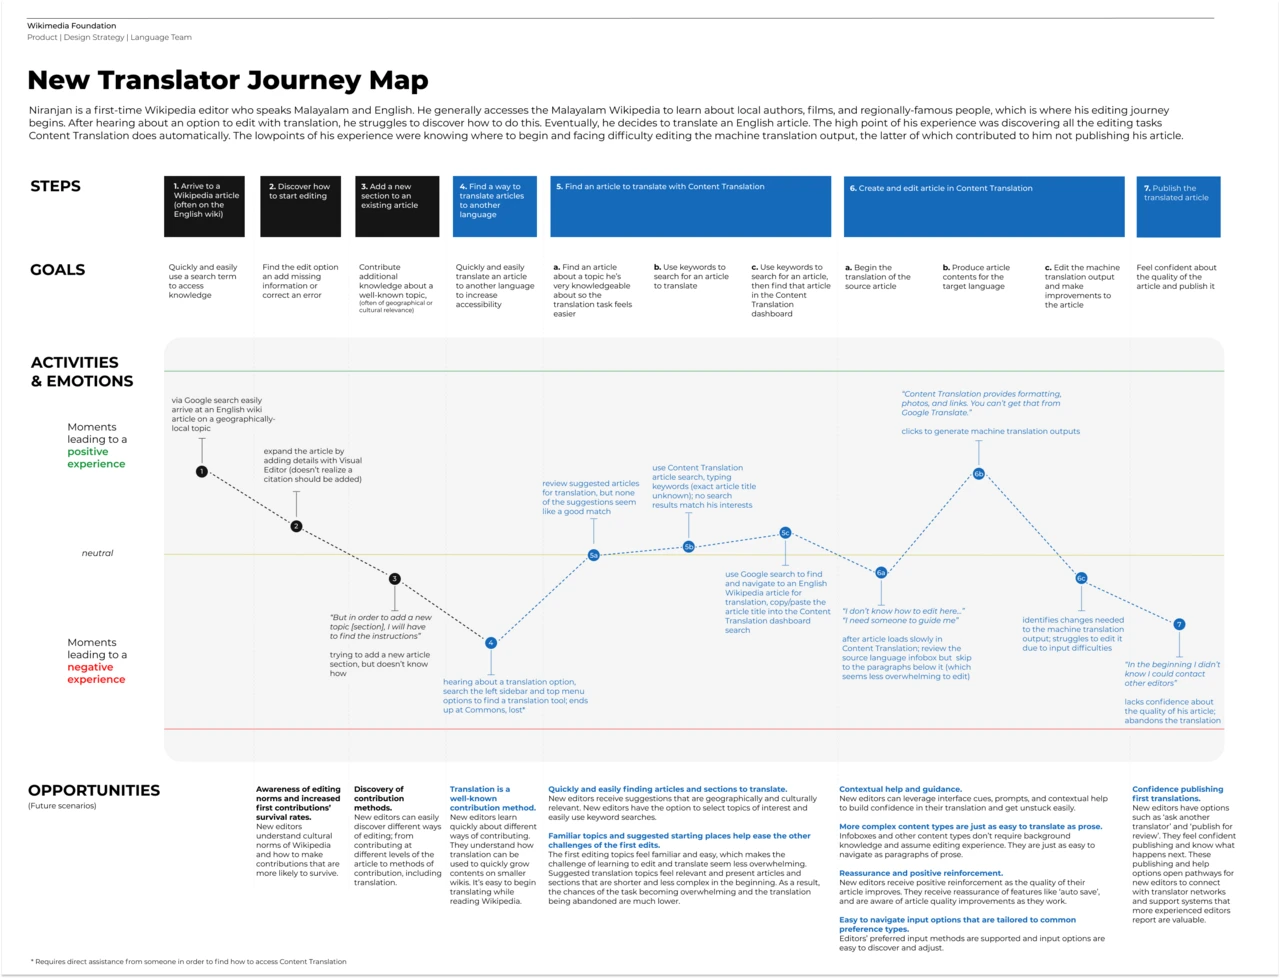 Wikimedia Foundation
Product | Design Strategy | Language Team
New Translator Journey Map
Niranjan is a first-time Wikipedia editor who speaks Malayalam and English. He generally accesses the Malayalam Wikipedia to learn about local authors, films, and regionally-famous people, which is where his editing journey
begins. After hearing about an option to edit with translation, he struggles to discover how to do this. Eventually, he decides to translate an English article. The high point of his experience was discovering all the editing tasks
Content Translation does automatically. The lowpoints of his experience were knowing where to begin and facing difficulty editing the machine translation output, the latter of which contributed to him not publishing his article.
STEPS
1. Arrive to a
Wikipedia article
(often on the
English wiki)
2. Discover how
to start editing
3. Add a new
section to an
existing article
4. Find a way to
translate articles
to another
language
5. Find an article to translate with Content Translation
6. Create and edit article in Content Translation
7. Publish the
translated article
GOALS
Quickly and easily
use a search term
to access
knowledge
Find the edit option
an add missing
information or
correct an error
Contribute
additional
knowledge about a
well-known topic,
(often of geographical or
cultural relevance)
Quickly and easily
translate an article
to another language
to increase
accessibility
a. Find an article
about a topic he's
very knowledgeable
about so the
translation task feels
easier
b. Use keywords to
search for an article
to translate
c. Use keywords to
search for an article,
then find that article
in the Content
Translation
dashboard
a. Begin the
translation of the
source article
b. Produce article
contents for the
target language
c. Edit the machine
translation output
and make
improvements to
the article
Feel confident about
the quality of the
article and publish it
ACTIVITIES
& EMOTIONS
Moments
leading to a
positive
experience
neutral
Moments
leading to a
negative
experience
via Google search easily
arrive at an English wiki
article on a geographically-
local topic
1
expand the article by
adding details with Visual
Editor (doesn't realize a
citation should be added)
2
3
"But in order to add a new
topic [section], I will have
to find the instructions"
trying to add a new article
section, but doesn't know
how
4
hearing about a translation option,
search the left sidebar and top menu
options to find a translation tool; ends
up at Commons, lost*
review suggested articles
for translation, but none
of the suggestions seem
like a good match
5a
use Content Translation
article search, typing
keywords (exact article title
unknown); no search
results match his interests
5b
5c
use Google search to find
and navigate to an English
Wikipedia article for
translation, copy/paste the
article title into the Content
Translation dashboard
search
6a
"I don't know how to edit here..."
"I need someone to guide me"
after article loads slowly in
Content Translation; review the
source language infobox but skip
to the paragraphs below it (which
seems less overwhelming to edit)
"Content Translation provides formatting,
photos, and links. You can't get that from
Google Translate."
clicks to generate machine translation outputs
6b
6c
identifies changes needed
to the machine translation
output; struggles to edit it
due to input difficulties
7
"In the beginning I didn't
know I could contact
other editors"
lacks confidence about
the quality of his article;
abandons the translation
OPPORTUNITIES
(Future scenarios)
Awareness of editing
norms and increased
first contributions'
survival rates.
New editors
understand cultural
norms of Wikipedia
and how to make
contributions that are
more likely to survive.
Discovery of
contribution
methods.
New editors can easily
discover different ways
of editing; from
contributing at
different levels of the
article to methods of
contribution, including
translation.
Translation is a
well-known
contribution method.
New editors learn
quickly about different
ways of contributing.
They understand how
translation can be
used to quickly grow
contents on smaller
wikis. It's easy to begin
translating while
reading Wikipedia.
Quickly and easily finding articles and sections to translate.
New editors receive suggestions that are geographically and culturally
relevant. New editors have the option to select topics of interest and
easily use keyword searches.
Familiar topics and suggested starting places help ease the other
challenges of the first edits.
The first editing topics feel familiar and easy, which makes the
challenge of learning to edit and translate seem less overwhelming.
Suggested translation topics feel relevant and present articles and
sections that are shorter and less complex in the beginning. As a result,
the chances of the task becoming overwhelming and the translation
being abandoned are much lower.
Contextual help and guidance.
New editors can leverage interface cues, prompts, and contextual help
to build confidence in their translation and get unstuck easily.
More complex content types are just as easy to translate as prose.
Infoboxes and other content types don't require background
knowledge and assume editing experience. They are just as easy to
navigate as paragraphs of prose.
Reassurance and positive reinforcement.
New editors receive positive reinforcement as the quality of their
article improves. They receive reassurance of features like 'auto save',
and are aware of article quality improvements as they work.
Easy to navigate input options that are tailored to common
preference types.
Editors' preferred input methods are supported and input options are
easy to discover and adjust.
Confidence publishing
first translations.
New editors have options
such as 'ask another
translator' and 'publish for
review'. They feel confident
publishing and know what
happens next. These
publishing and help
options open pathways for
new editors to connect
with translator networks
and support systems that
more experienced editors
report are valuable.
* Requires direct assistance from someone in order to find how to access Content Translation